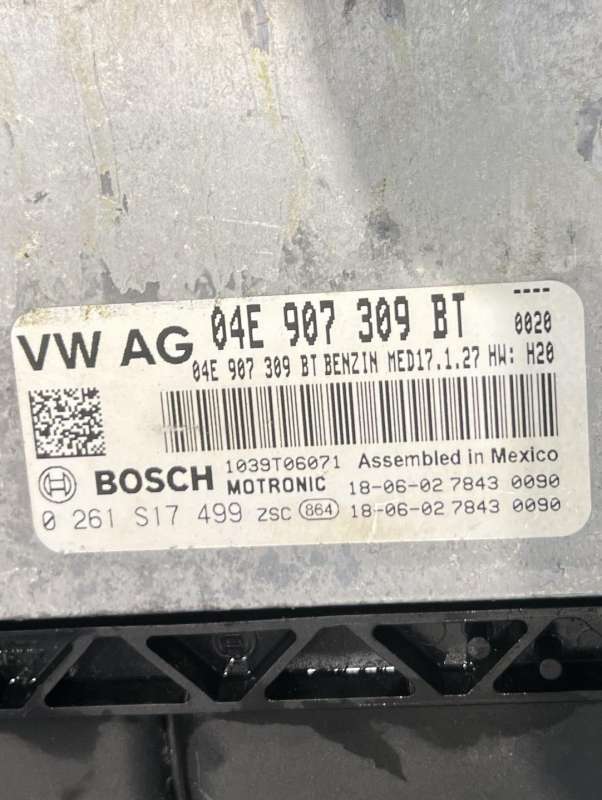 ----
VW AG 04E 907 309 BT 0020
04E 907 309 BT BENZIN MED17.1.27 HW: H20
BOSCH 1039T06071 Assembled in Mexico
MOTRONIC 18-06-02 7843 0090
0 261 S17 499 ZSC 864 18-06-02 7843 0090